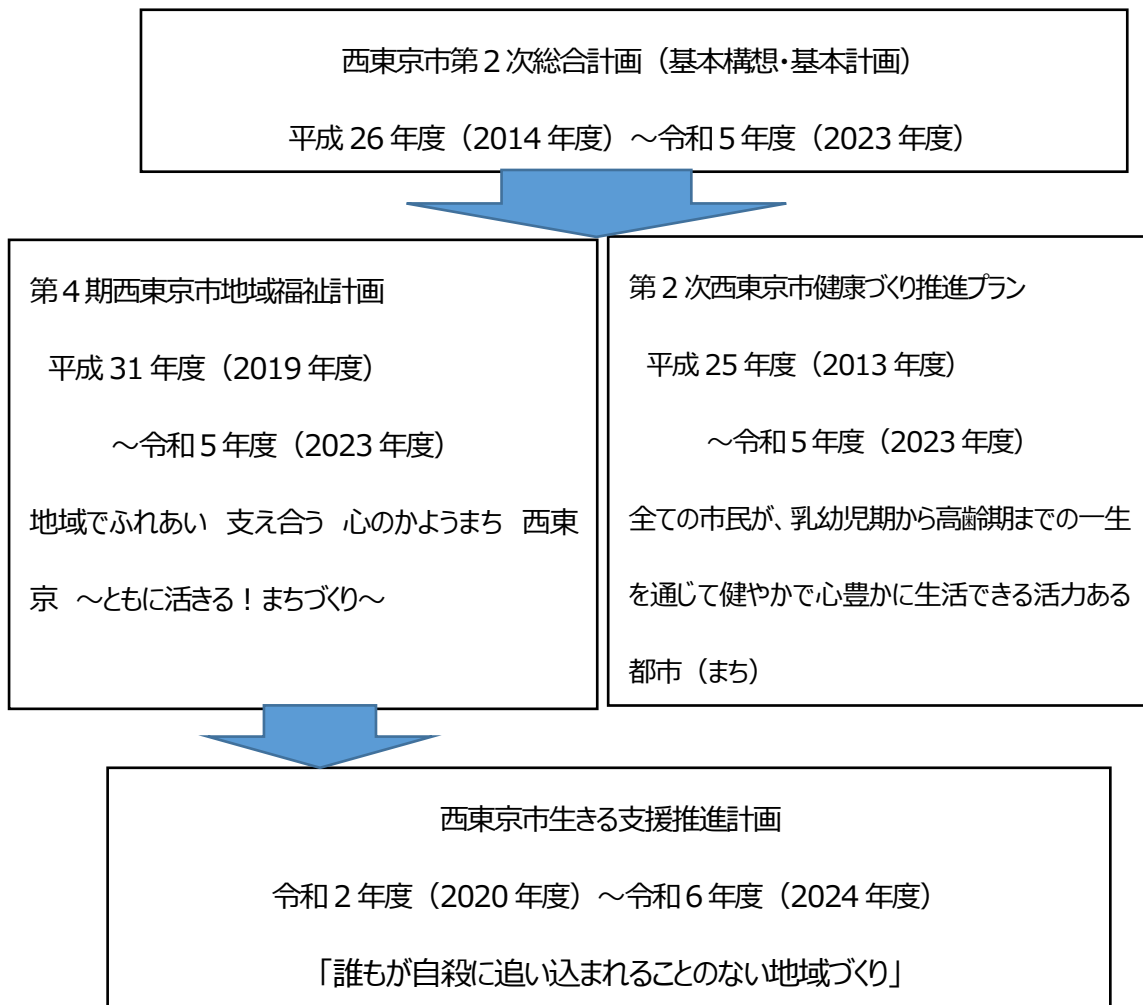 西東京市第２次総合計画（基本構想・基本計画）
平成 26 年度（2014 年度）～令和５年度（2023 年度）
第４期西東京市地域福祉計画
平成 31 年度（2019 年度）
～令和５年度（2023 年度）
地域でふれあい　支え合う　心のかようまち　西東
京　～ともに活きる！まちづくり～
第２次西東京市健康づくり推進プラン
平成 25 年度（2013 年度）
～令和５年度（2023 年度）
全ての市民が、乳幼児期から高齢期までの一生
を通じて健やかで心豊かに生活できる活力ある
都市（まち）
西東京市生きる支援推進計画
令和２年度（2020 年度）～令和６年度（2024 年度）
「誰もが自殺に追い込まれることのない地域づくり」